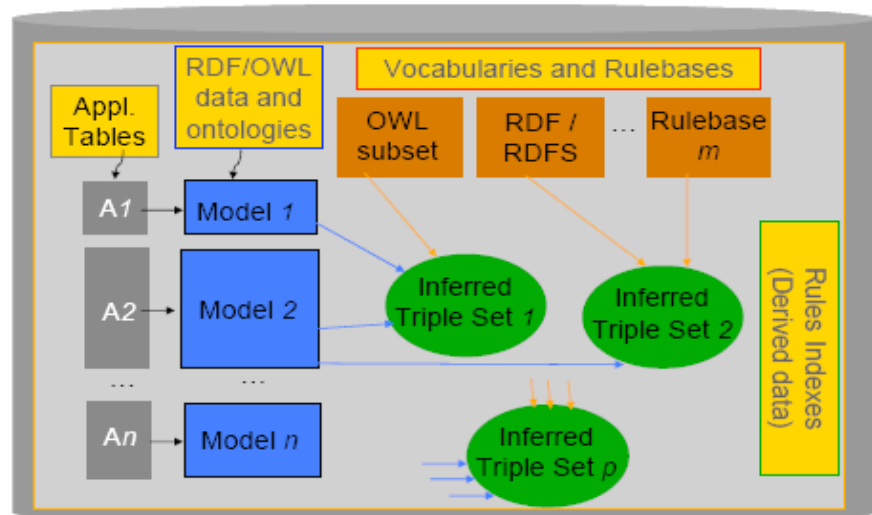 Appl.
Tables
RDF/OWL
data and
ontologies
Vocabularies and Rulebases
OWL
subset
RDF /
RDFS
...
Rulebase
m
A1
Model 1
A2
Model 2
...
...
An
Model n
Inferred
Triple Set 1
Inferred
Triple Set 2
Inferred
Triple Set p
Rules Indexes
(Derived data)